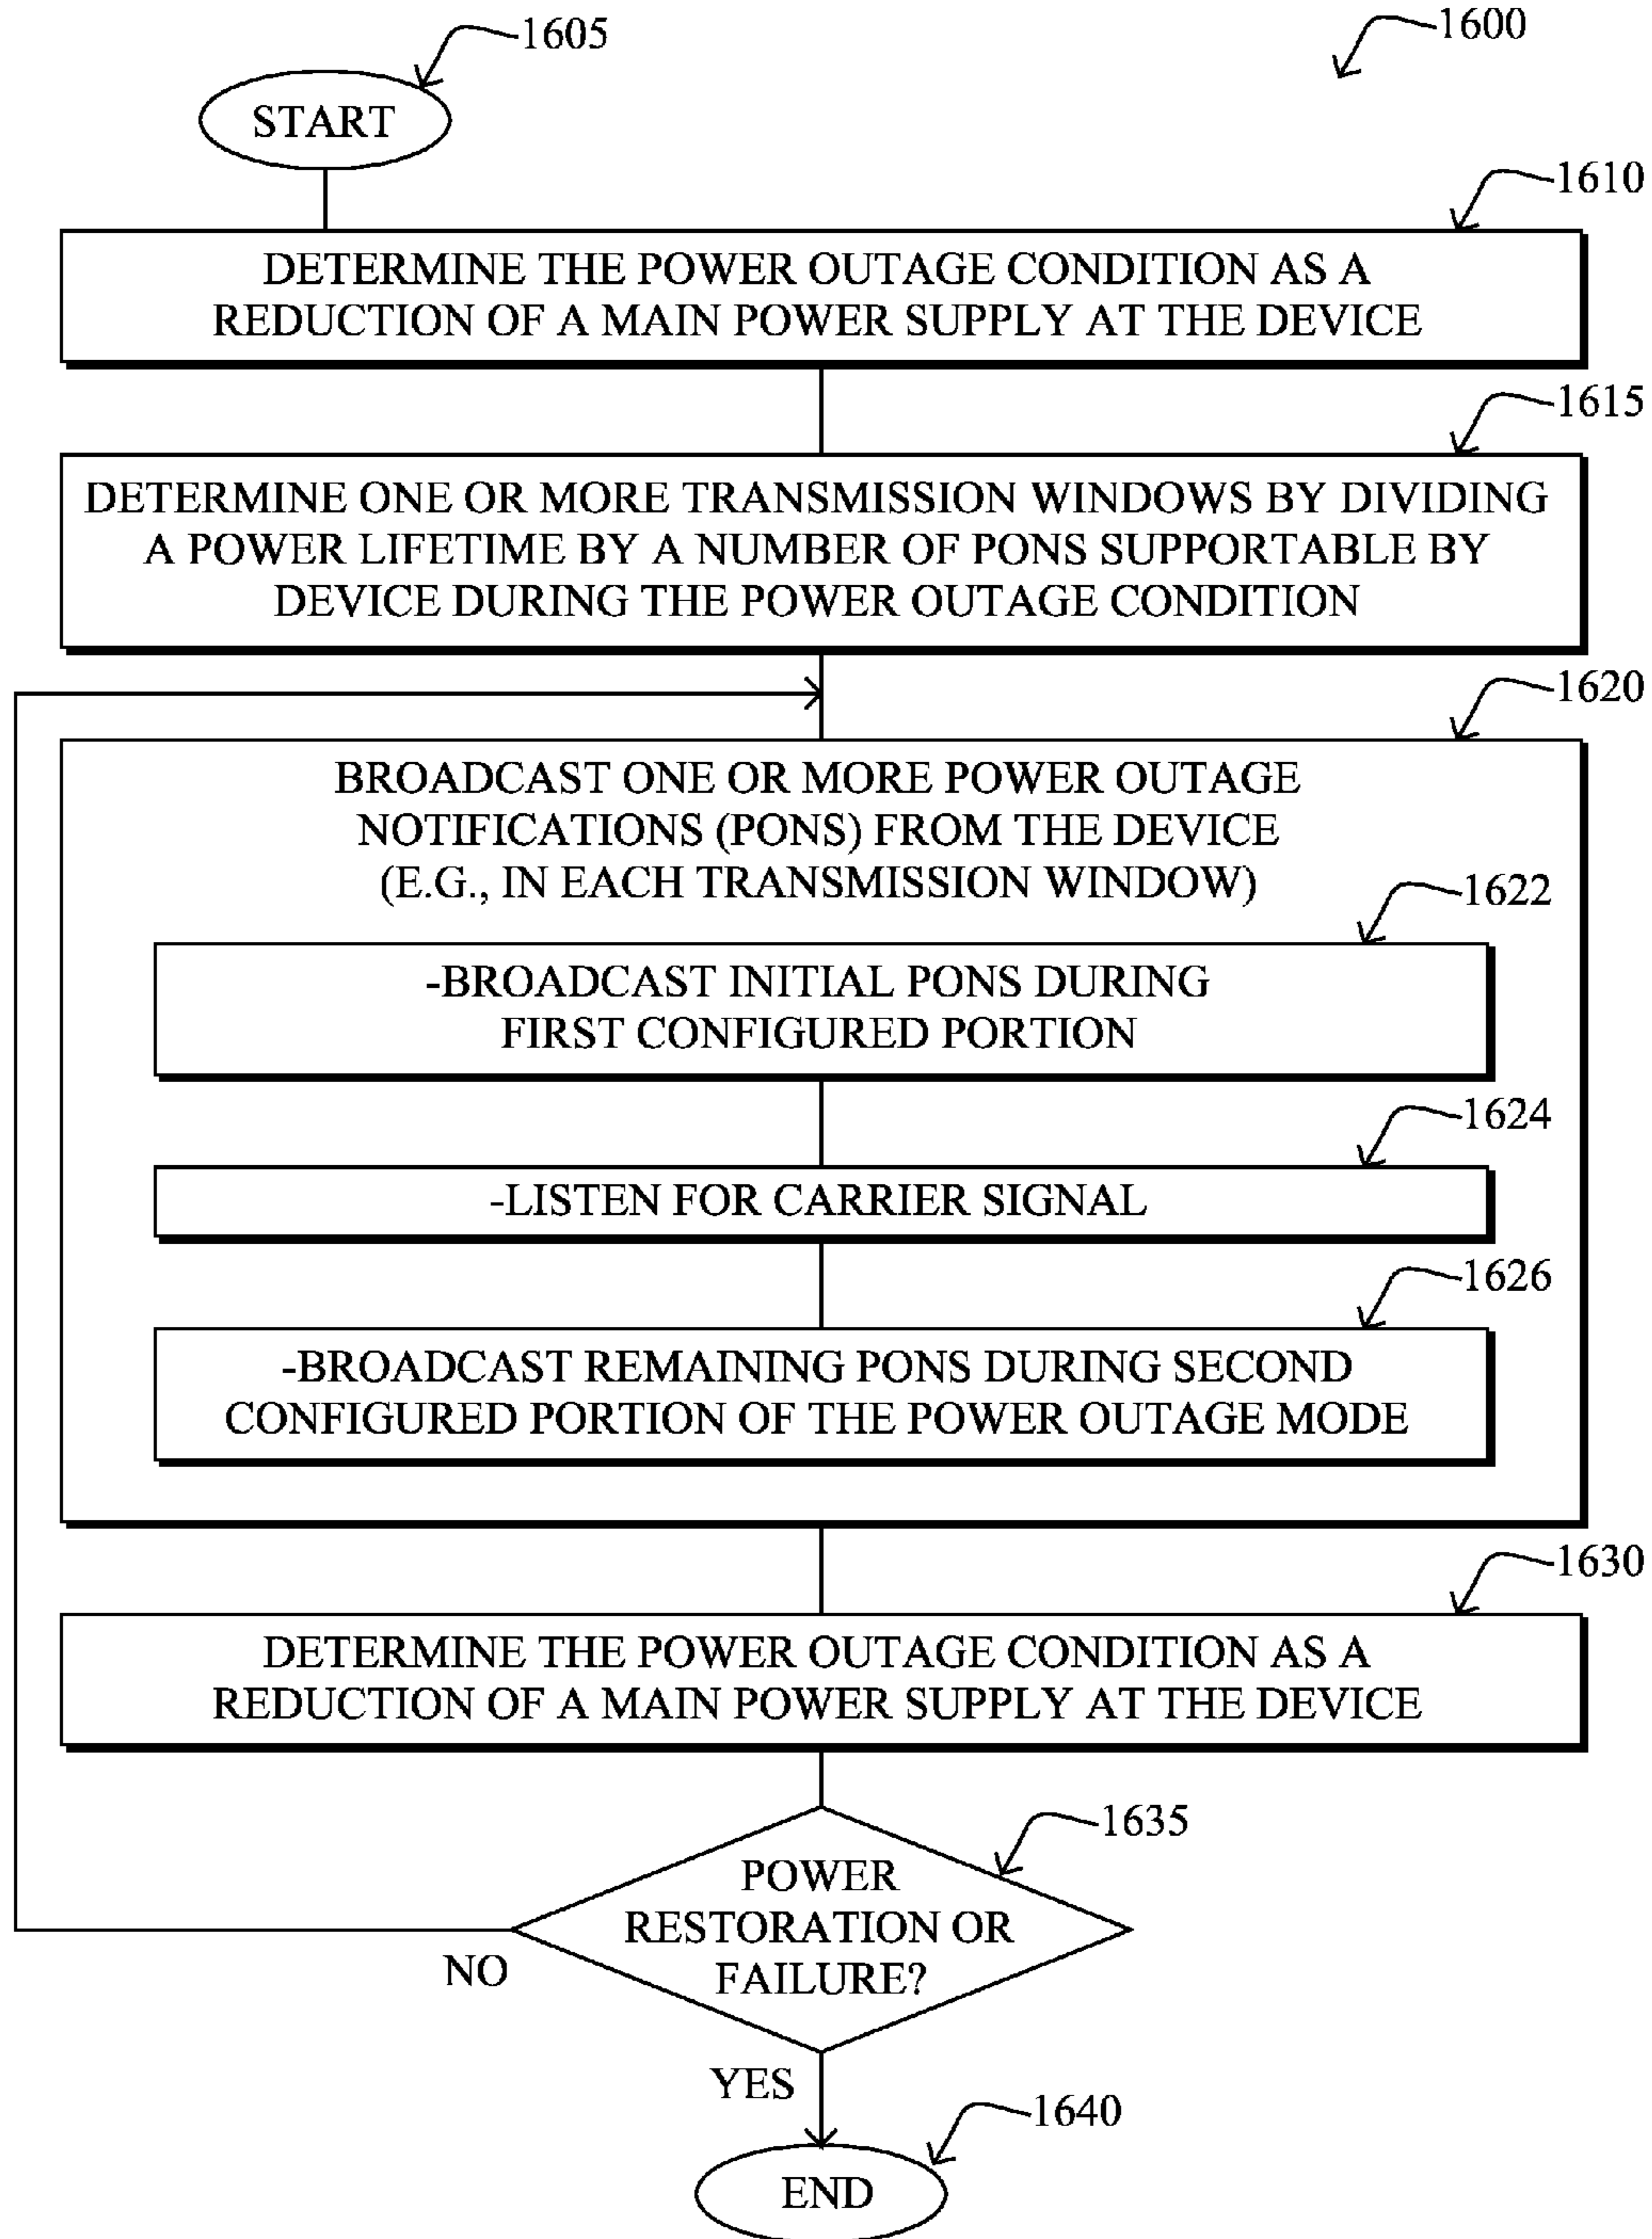 1605
1600
START
1610
DETERMINE THE POWER OUTAGE CONDITION AS A
REDUCTION OF A MAIN POWER SUPPLY AT THE DEVICE
1615
DETERMINE ONE OR MORE TRANSMISSION WINDOWS BY DIVIDING
A POWER LIFETIME BY A NUMBER OF PONS SUPPORTABLE BY
DEVICE DURING THE POWER OUTAGE CONDITION
1620
BROADCAST ONE OR MORE POWER OUTAGE
NOTIFICATIONS (PONS) FROM THE DEVICE
(E.G., IN EACH TRANSMISSION WINDOW)
1622
-BROADCAST INITIAL PONS DURING
FIRST CONFIGURED PORTION
1624
-LISTEN FOR CARRIER SIGNAL
1626
-BROADCAST REMAINING PONS DURING SECOND
CONFIGURED PORTION OF THE POWER OUTAGE MODE
1630
DETERMINE THE POWER OUTAGE CONDITION AS A
REDUCTION OF A MAIN POWER SUPPLY AT THE DEVICE
1635
POWER
RESTORATION OR
FAILURE?
NO
YES
1640
END